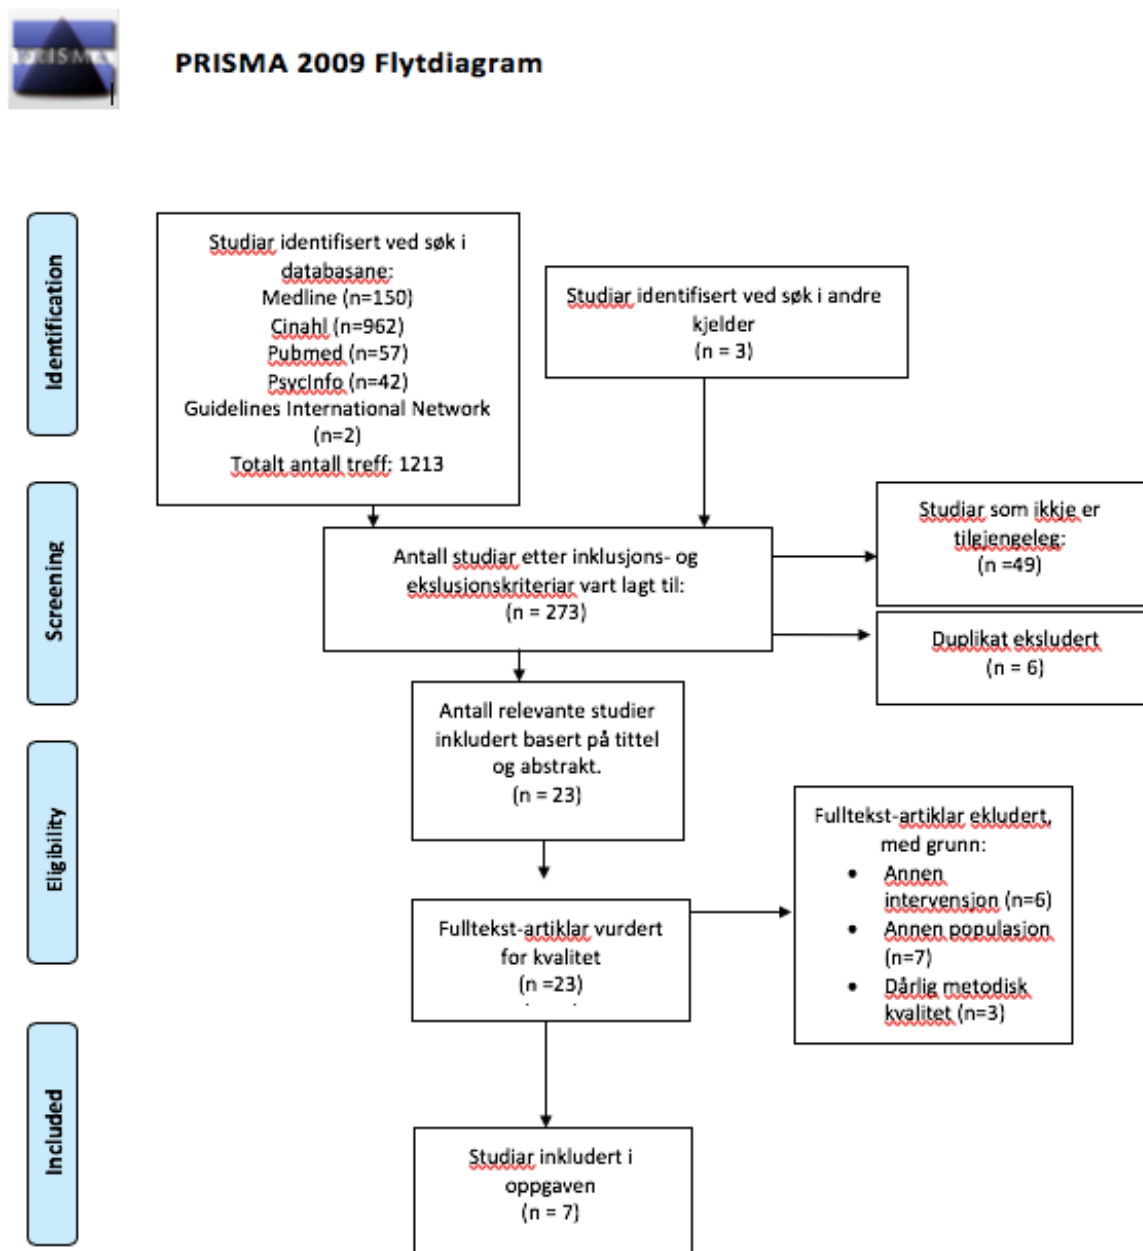 PRISMA
PRISMA 2009 Flytdiagram
Identification
Studiar identifisert ved søk i
databasane:
Medline (n=150)
Cinahl (n=962)
Pubmed (n=57)
PsycInfo (n=42)
Guidelines International Network
(n=2)
Totalt antall treff: 1213
Studiar identifisert ved søk i andre
kjelder
(n = 3)
Screening
Antall studiar etter inklusjons- og
ekslusjonskriteriar vart lagt til:
(n = 273)
Studiar som ikkje er
tilgjengeleg:
(n =49)
Duplikat eksludert
(n = 6)
Antall relevante studier
inkludert basert på tittel
og abstrakt.
(n = 23)
Eligibility
Fulltekst-artiklar vurdert
for kvalitet
(n =23)
Fulltekst-artiklar ekludert,
med grunn:
• Annen
intervensjon (n=6)
• Annen populasjon
(n=7)
• Dårlig metodisk
kvalitet (n=3)
Included
Studiar inkludert i
oppgaven
(n = 7)